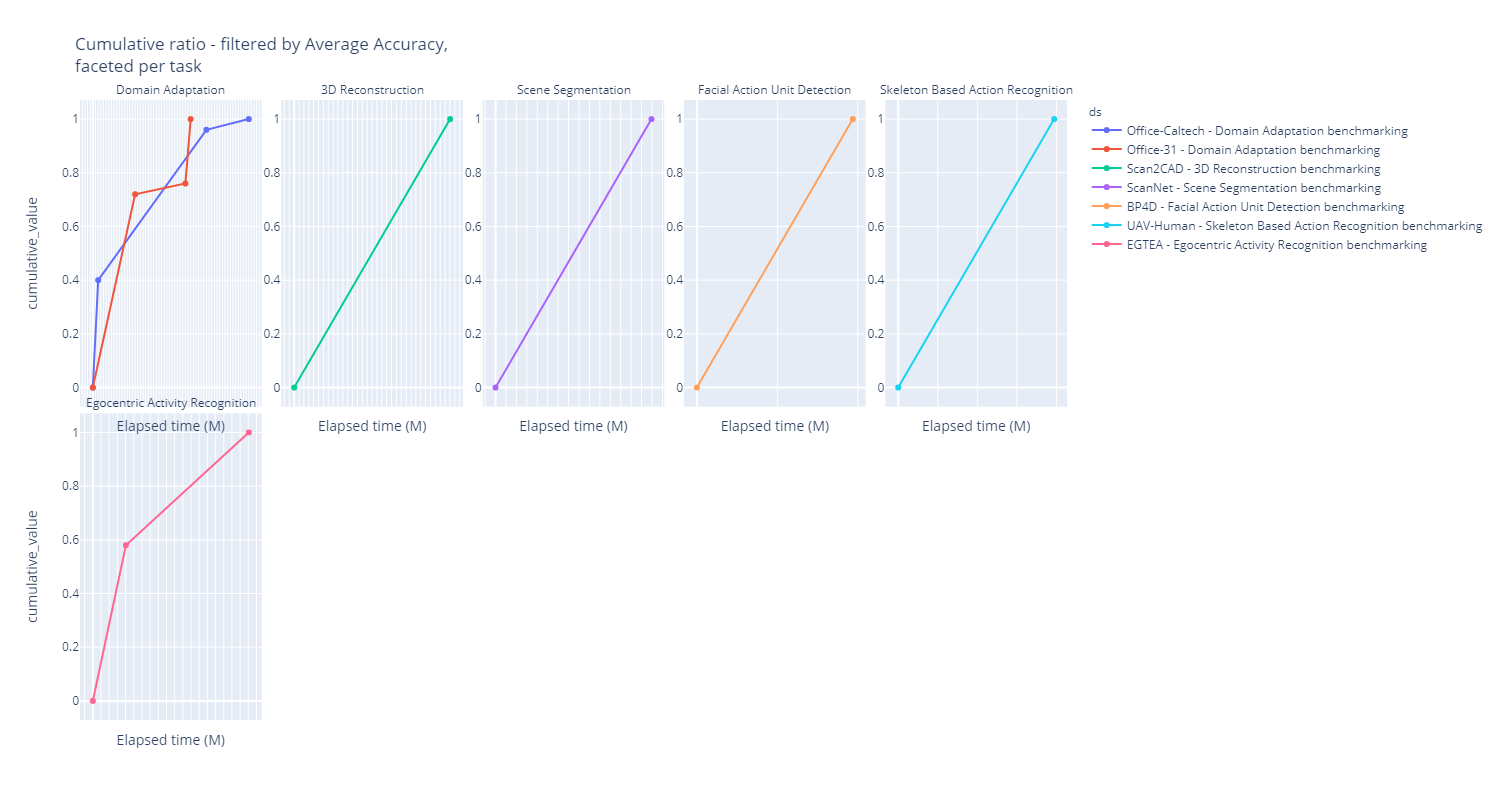 Cumulative ratio - filtered by Average Accuracy,
faceted per task
Domain Adaptation
3D Reconstruction
Scene Segmentation
Facial Action Unit Detection
Skeleton Based Action Recognition
cumulative_value
1
0.8
0.6
0.4
0.2
0
1
0.8
0.6
0.4
0.2
0
1
0.8
0.6
0.4
0.2
0
1
0.8
0.6
0.4
0.2
0
1
0.8
0.6
0.4
0.2
0
Elapsed time (M)
Elapsed time (M)
Elapsed time (M)
Elapsed time (M)
Elapsed time (M)
ds
Office-Caltech - Domain Adaptation benchmarking
Office-31 - Domain Adaptation benchmarking
Scan2CAD - 3D Reconstruction benchmarking
ScanNet - Scene Segmentation benchmarking
BP4D - Facial Action Unit Detection benchmarking
UAV-Human - Skeleton Based Action Recognition benchmarking
EGTEA - Egocentric Activity Recognition benchmarking
Egocentric Activity Recognition
cumulative_value
1
0.8
0.6
0.4
0.2
0
Elapsed time (M)